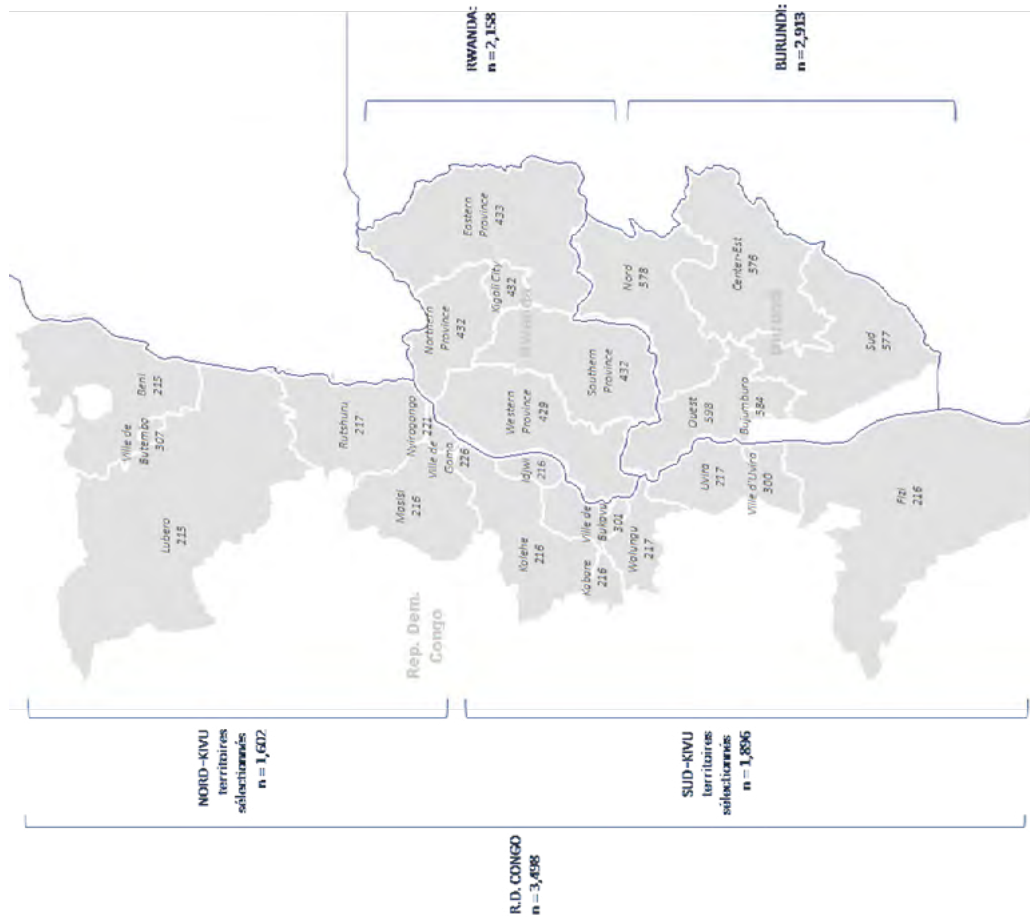 R.D. CONGO
n = 3,498
NORD-KIVU
territoires
sélectionnés
n = 1,602
SUD-KIVU
territoires
sélectionnés
n = 1,896
Rep. Dem.
Congo
Lubero
215
Ville de
Butembo
307
Beni
215
Rutshuru
217
Masisi
216
Nyiragongo
221
Ville de
Goma
226
Idjwi
216
Kalehe
216
Kabare
216
Ville de
Bukavu
301
Walungu
217
Uvira
217
Ville d'Uvira
300
Fizi
216
Northern
Province
432
Eastern
Province
433
Kigali City
432
Rwanda
Western
Province
429
Southern
Province
432
Nord
578
Center-Est
576
Ouest
598
Bujumbura
584
Burundi
Sud
577
RWANDA:
n = 2,158
BURUNDI:
n = 2,913